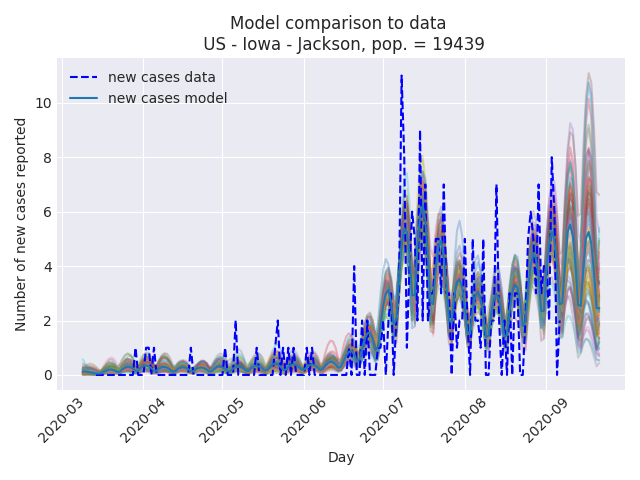 Model comparison to data
US - Iowa - Jackson, pop. = 19439
new cases data
new cases model
Number of new cases reported
10
8
6
4
2
0
2020-03
2020-04
2020-05
2020-06
2020-07
2020-08
2020-09
Day